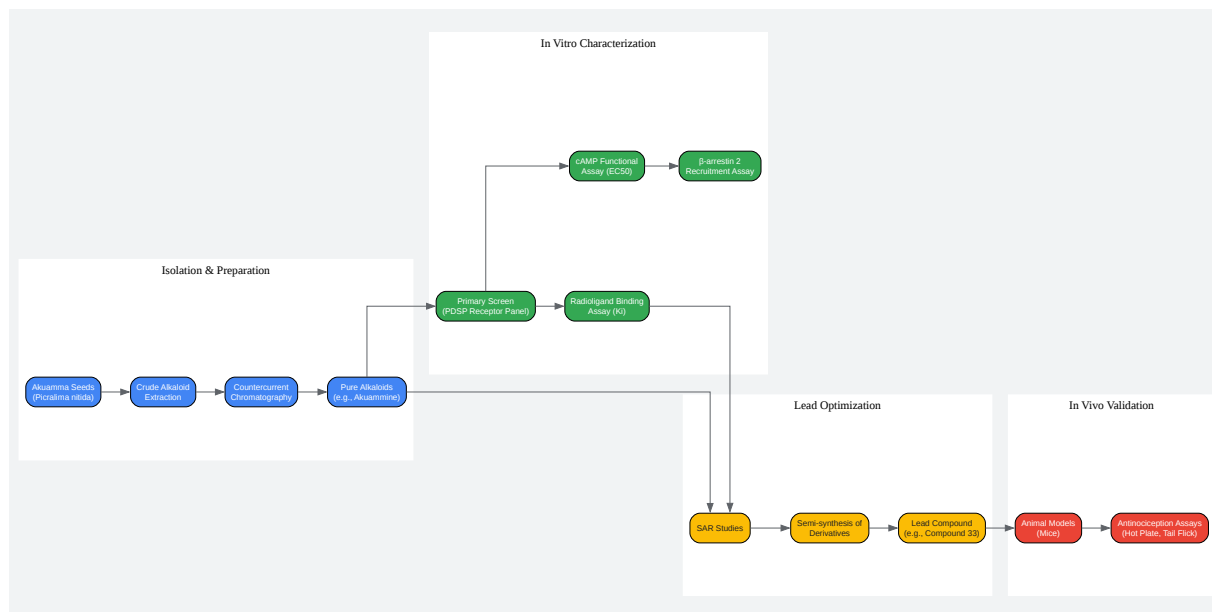 In Vitro Characterization
cAMP Functional
Assay (EC50)
β-arrestin 2
Recruitment Assay
Isolation & Preparation
Primary Screen
(PDSP Receptor Panel)
Radioligand Binding
Assay (Ki)
Akuamma Seeds
(Picralima nitida)
Crude Alkaloid
Extraction
Countercurrent
Chromatography
Pure Alkaloids
(e.g., Akuammine)
Lead Optimization
In Vivo Validation
SAR Studies
Semi-synthesis of
Derivatives
Lead Compound
(e.g., Compound 33)
Animal Models
(Mice)
Antinociception Assays
(Hot Plate, Tail Flick)